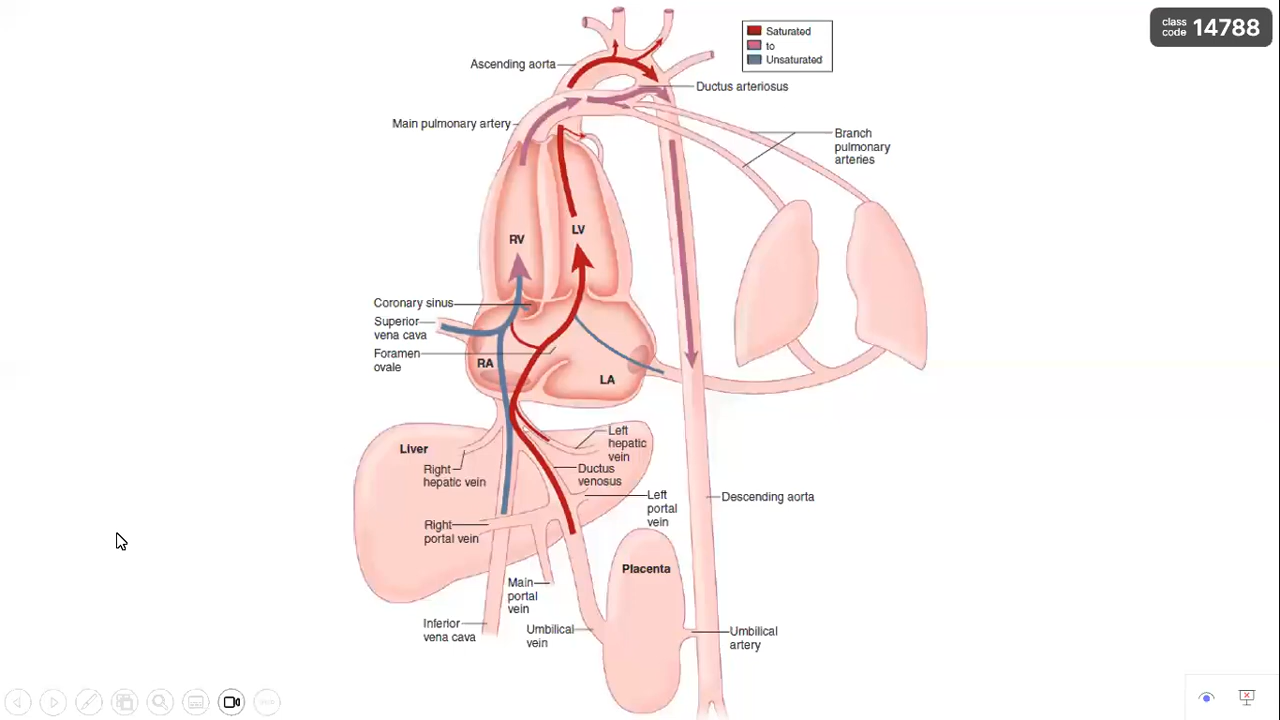 class
code 14788
Saturated
to
Unsaturated
Ascending aorta
Ductus arteriosus
Main pulmonary artery
Branch
pulmonary
arteries
RV
LV
Coronary sinus
Superior
vena cava
Foramen
ovale
RA
LA
Liver
Left
hepatic
vein
Right
hepatic vein
Ductus
venosus
Left
portal
vein
Descending aorta
Right
portal vein
Placenta
Main
portal
vein
Inferior
vena cava
Umbilical
vein
Umbilical
artery